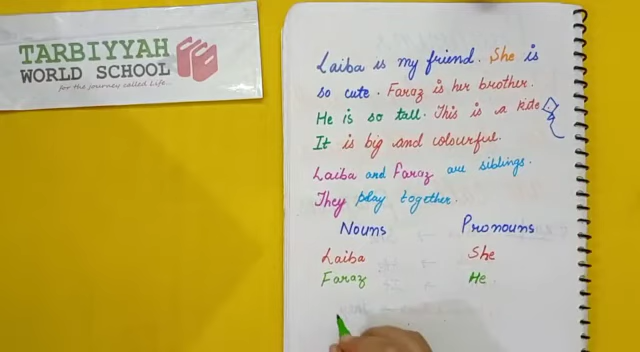 TARBIYYAH
WORLD SCHOOL
for the journey called Life...
Laiba is my friend. She is
so cute. Faraz is her brother.
He is so tall. This is a kite
It is big and colourful.
Laiba and Faraz are siblings.
They play together.
Nouns Pronouns
Laiba She
Faraz He